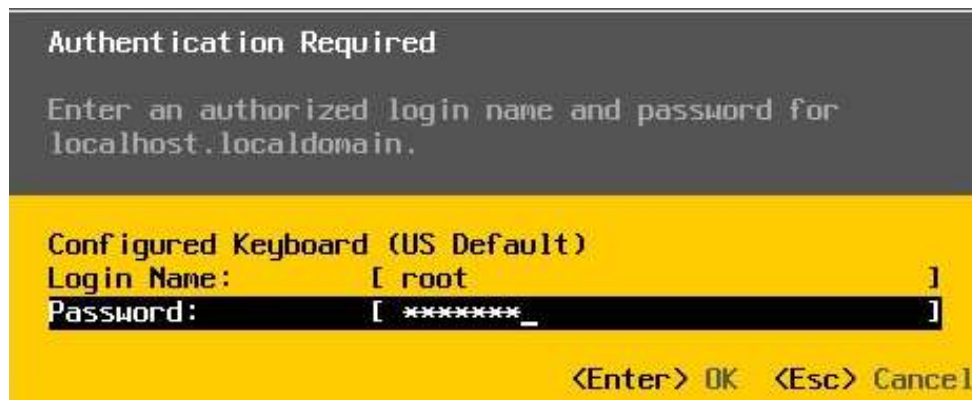 Authentication Required
Enter an authorized login name and password for
localhost.localdomain.
Configured Keyboard (US Default)
Login Name: [ root ]
Password: [ *******_ ]
<Enter> OK <Esc> Cancel